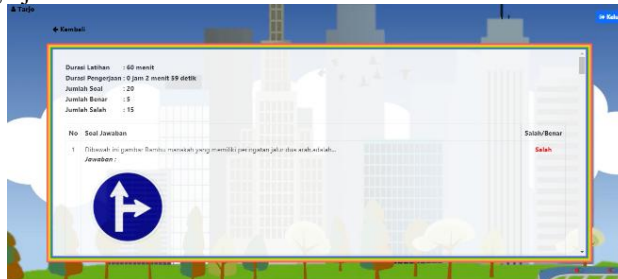 Tarjo
Kembali
Kelu
Durasi Latihan : 60 menit
Durasi Pengerjaan : 0 jam 2 menit 59 detik
Jumlah Soal : 20
Jumlah Benar : 5
Jumlah Salah : 15
No Soal Jawaban Salah/Benar
1 Dibawah ini gambar Rambu manakah yang memiliki peringatan jalur dua arah adalah... Salah
Jawaban :